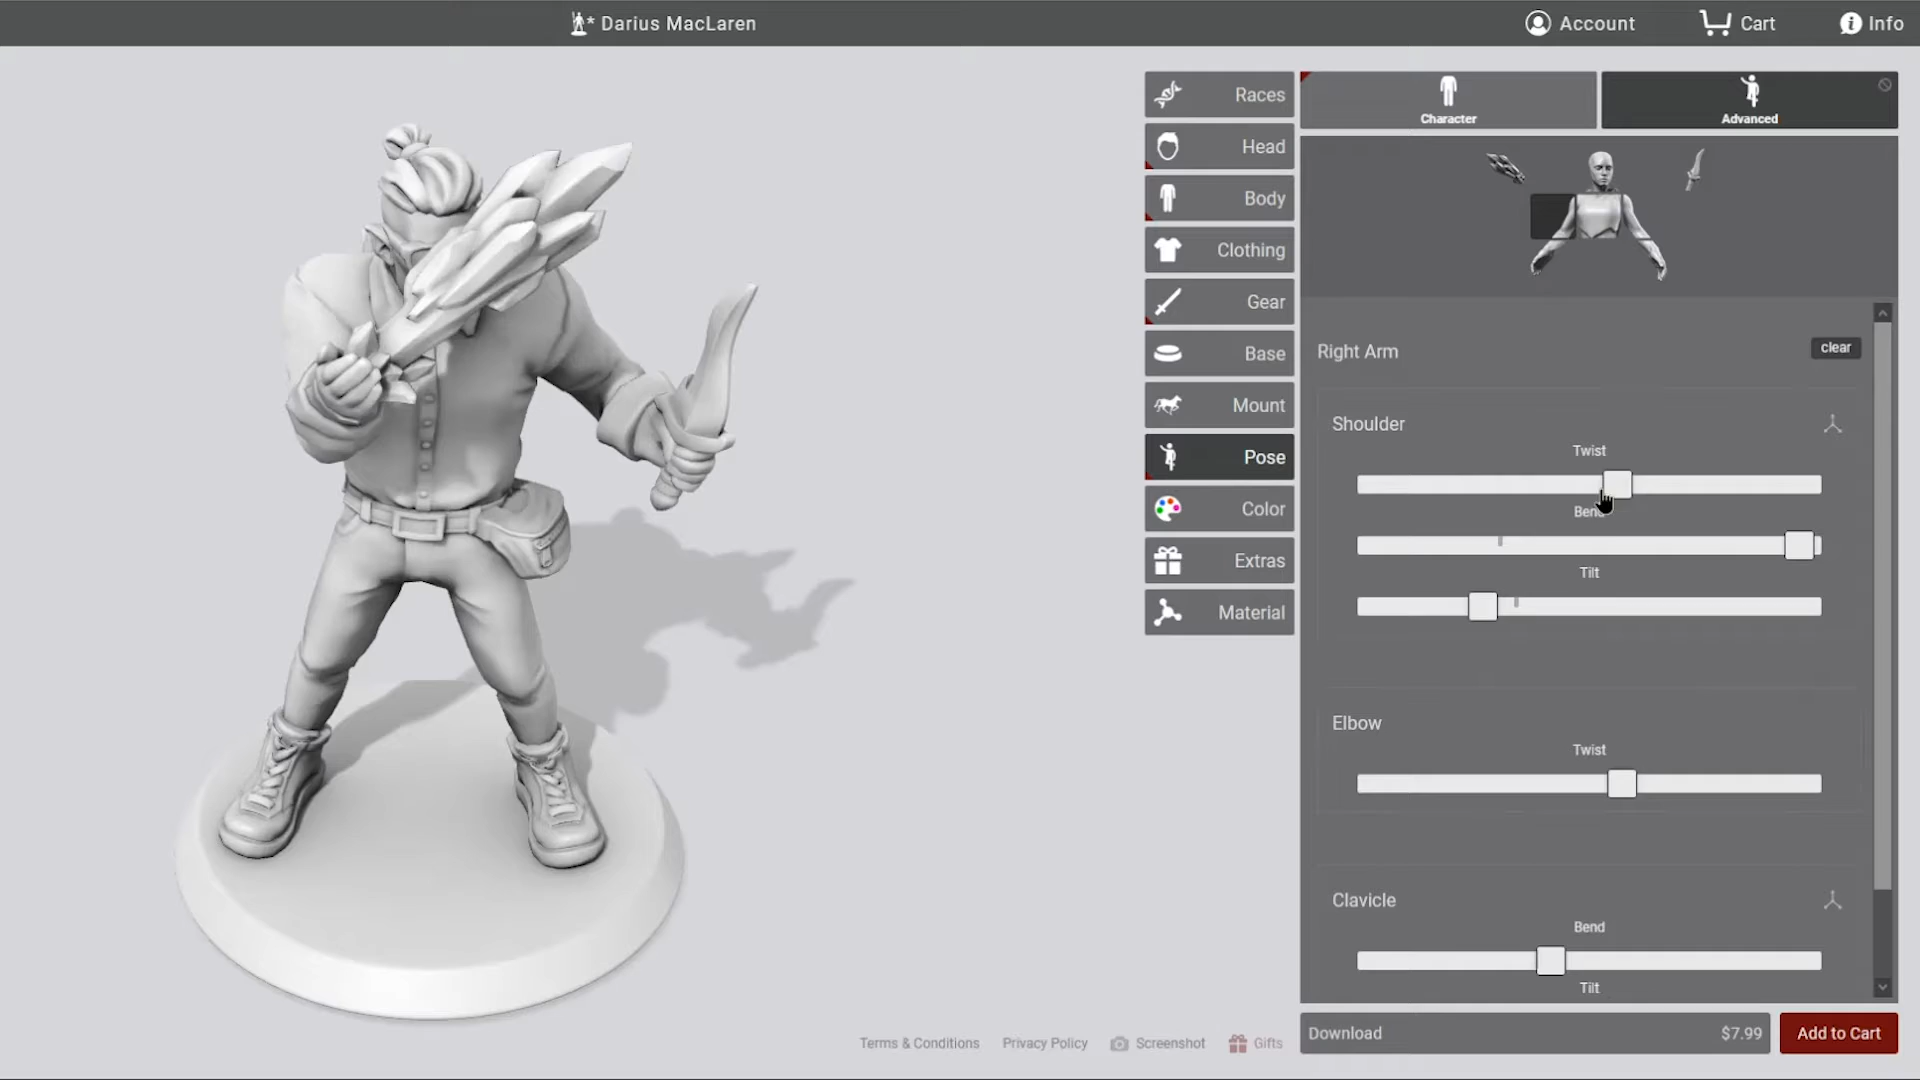 * Darius MacLaren
Account
Cart
Info
Races
Head
Body
Clothing
Gear
Base
Mount
Pose
Color
Extras
Material
Character
Advanced
Right Arm
clear
Shoulder
Twist
Bend
Tilt
Elbow
Twist
Clavicle
Bend
Tilt
Terms & Conditions
Privacy Policy
Screenshot
Gifts
Download
$7.99
Add to Cart